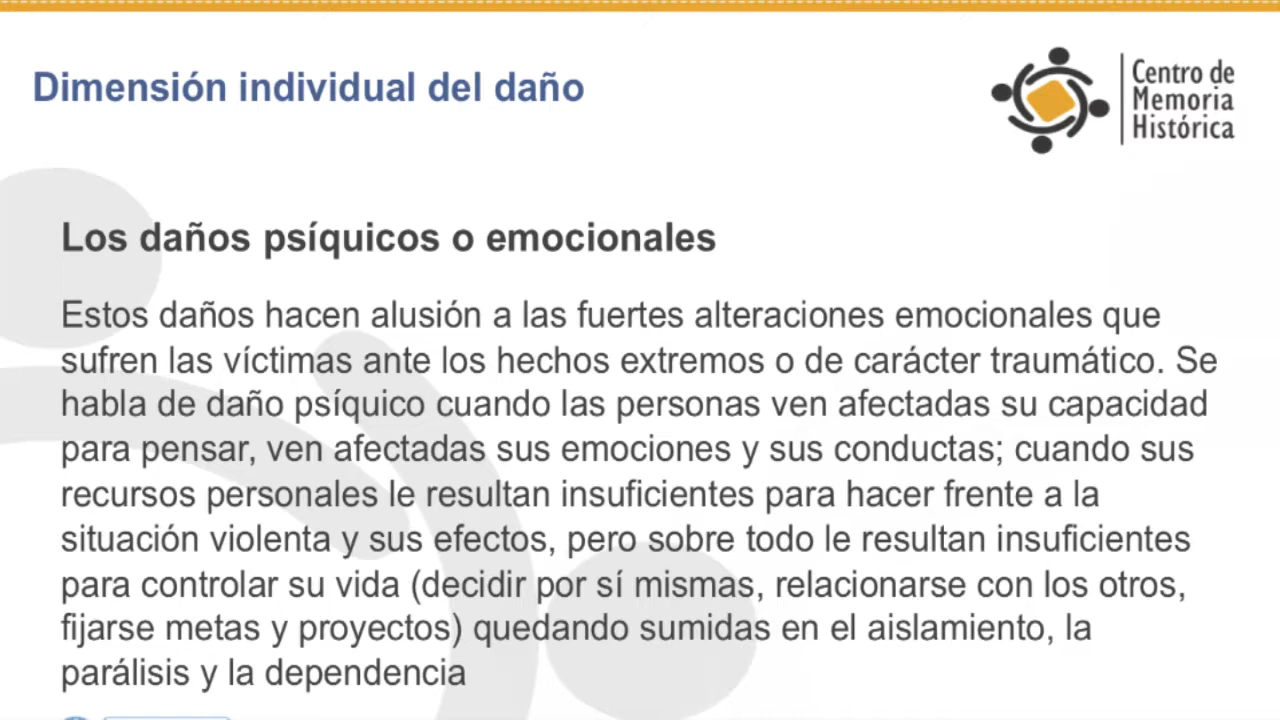 Dimensión individual del daño
Centro de
Memoria
Histórica
Los daños psíquicos o emocionales
Estos daños hacen alusión a las fuertes alteraciones emocionales que
sufren las víctimas ante los hechos extremos o de carácter traumático. Se
habla de daño psíquico cuando las personas ven afectadas su capacidad
para pensar, ven afectadas sus emociones y sus conductas; cuando sus
recursos personales le resultan insuficientes para hacer frente a la
situación violenta y sus efectos, pero sobre todo le resultan insuficientes
para controlar su vida (decidir por sí mismas, relacionarse con los otros,
fijarse metas y proyectos) quedando sumidas en el aislamiento, la
parálisis y la dependencia